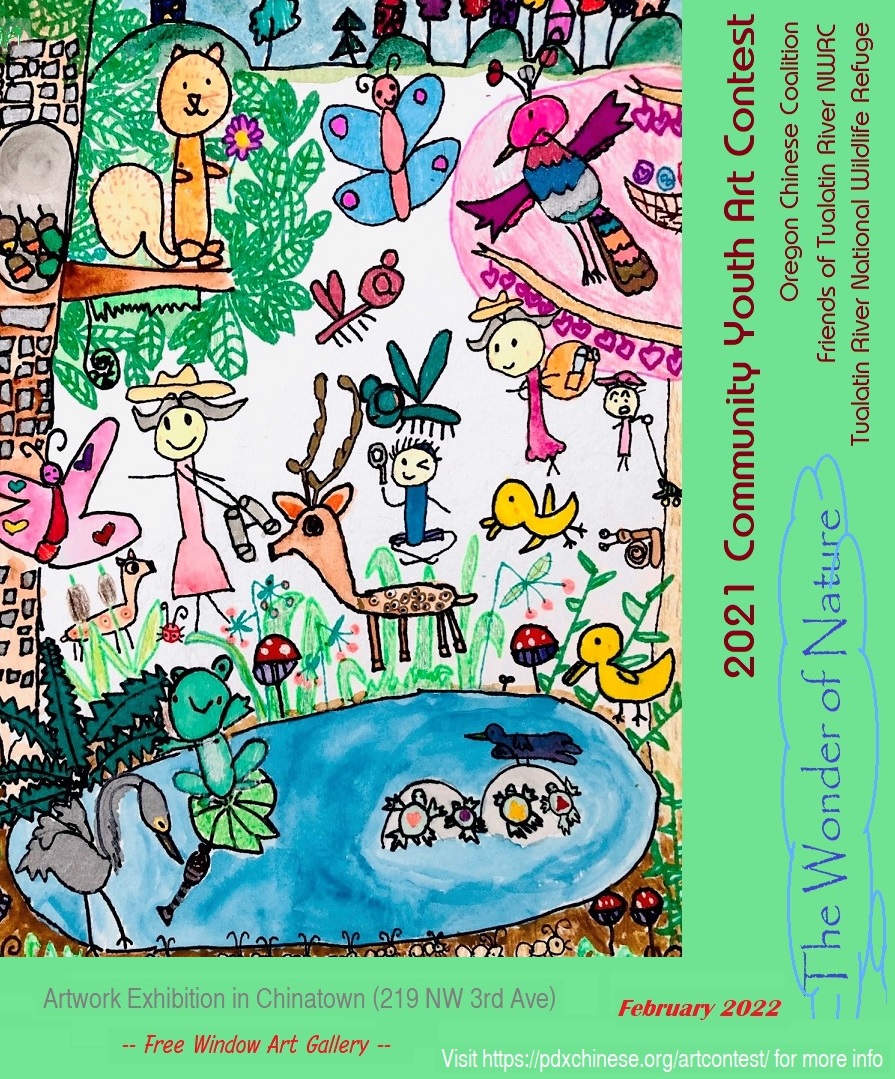 2021 Community Youth Art Contest
Oregon Chinese Coalition
Friends of Tualatin River NWRC
Tualatin River National Wildlife Refuge
The Wonder of Nature
Artwork Exhibition in Chinatown (219 NW 3rd Ave)
February 2022
-- Free Window Art Gallery --
Visit https://pdxchinese.org/artcontest/ for more info